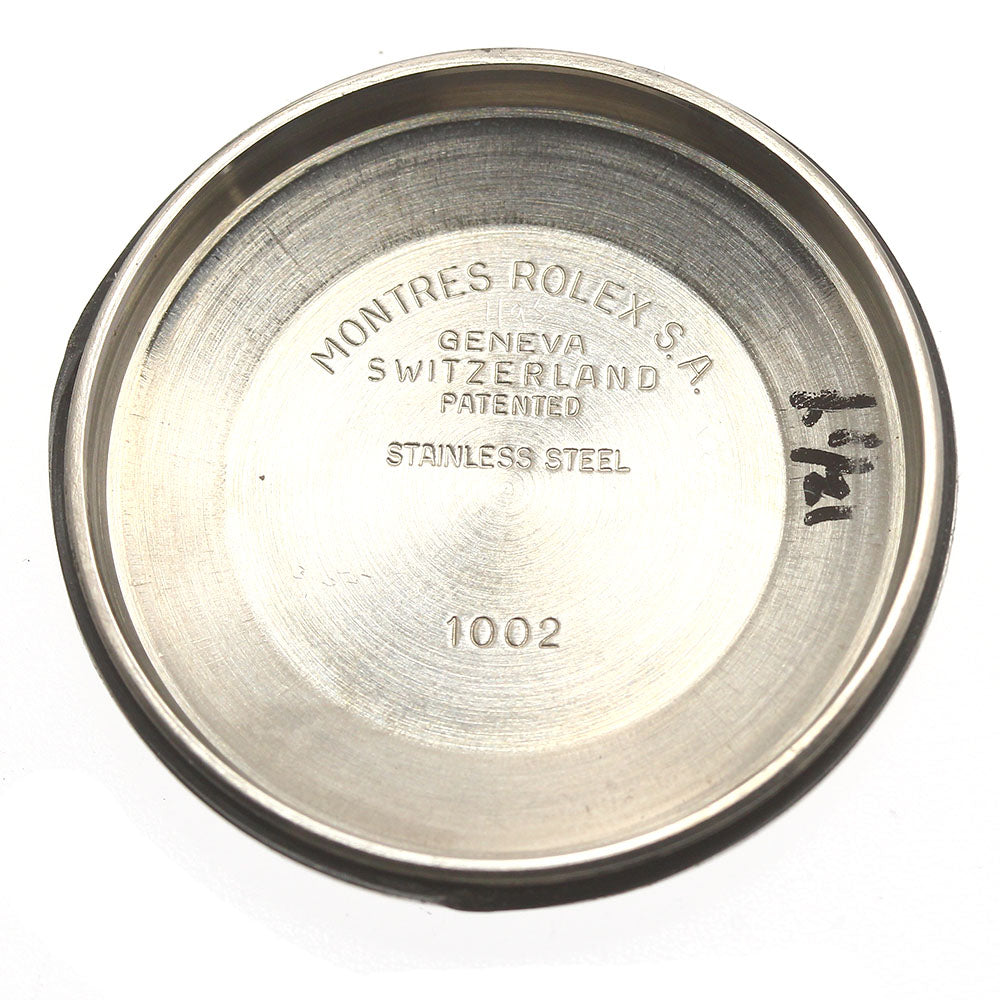 MONTRES ROLEX S.A.
GENEVA
SWITZERLAND
PATENTED
STAINLESS STEEL
1002